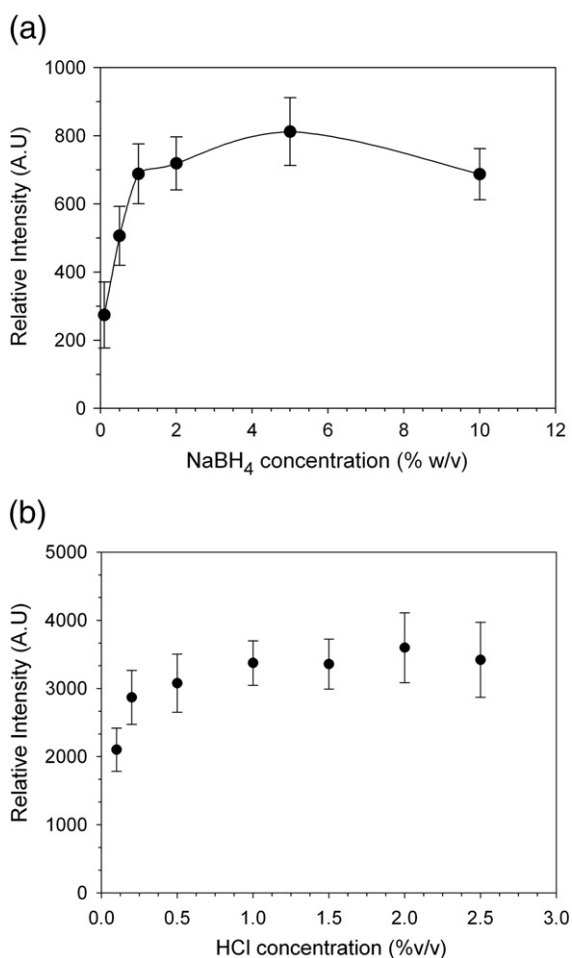 (a)
1000
800
600
400
200
0
Relative Intensity (A.U)
0 2 4 6 8 10 12
NaBH4 concentration (% w/v)
(b)
5000
4000
3000
2000
1000
0
Relative Intensity (A.U)
0.0 0.5 1.0 1.5 2.0 2.5 3.0
HCl concentration (%v/v)